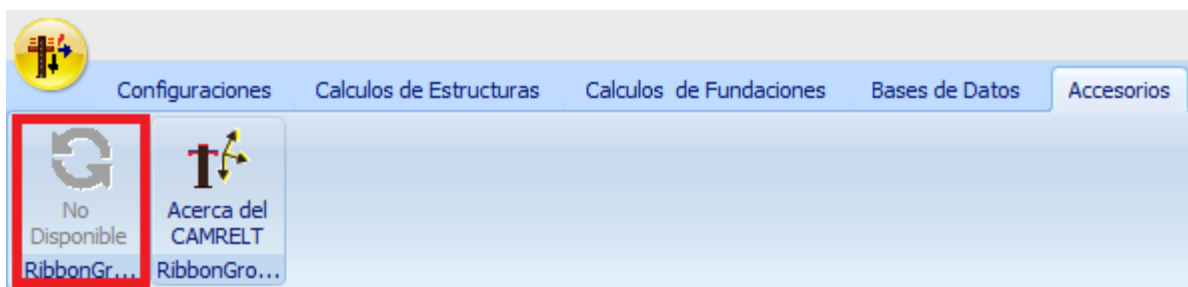 Configuraciones Calculos de Estructuras Calculos de Fundaciones Bases de Datos Accesorios
No
Disponible
RibbonGr...
Acerca del
CAMRELT
RibbonGro...